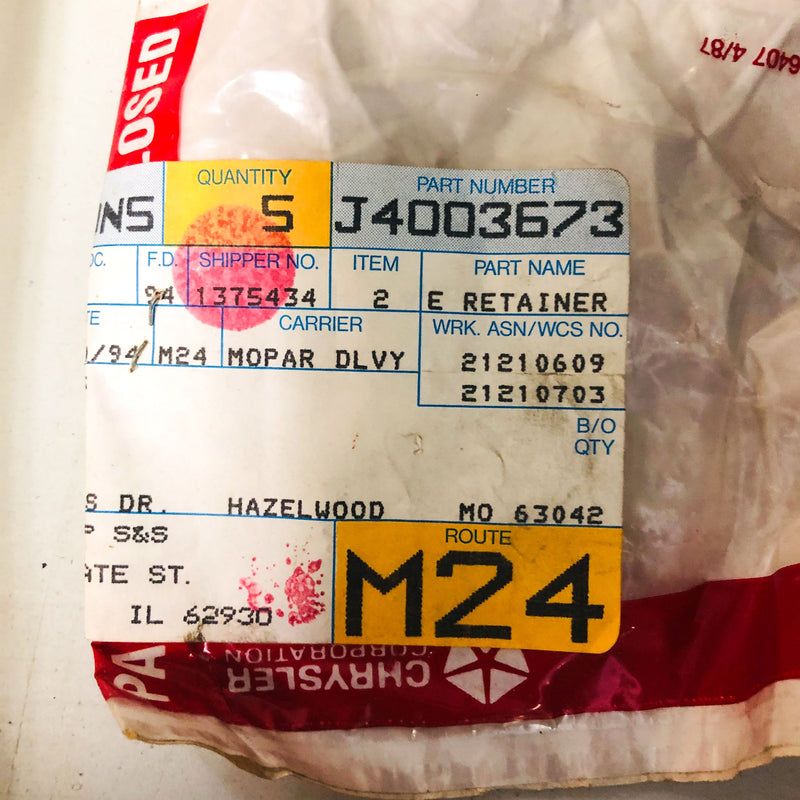 LOSED
6407 4/87
QUANTITY PART NUMBER
INS 5 J4003673
OC. F.D. SHIPPER NO. ITEM PART NAME
94 1375434 2 E RETAINER
TE CARRIER WRK. ASN/WCS NO.
/94 M24 MOPAR DLVY 21210609
21210703
B/O
QTY
S DR. HAZELWOOD MO 63042
P S&S ROUTE
ATE ST. M24
IL 62930
PA
CHRYSLER
CORPORATION